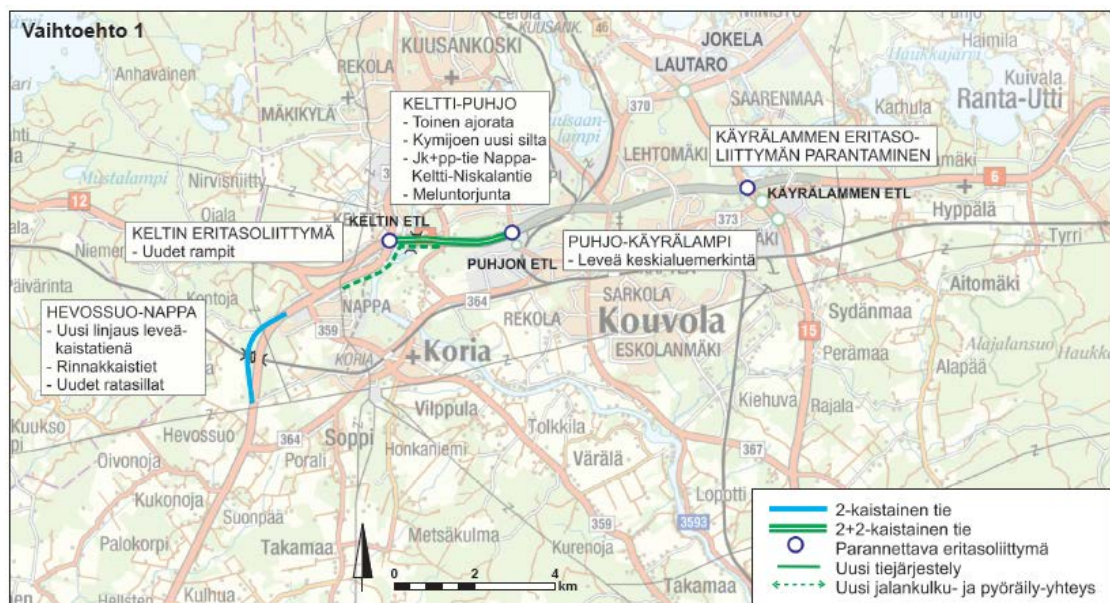 Vaihtoehto 1
KUUSANKOSKI
REKOLA
KUUSAN-
46
JOKELA
LAUTARO
Haukkajärvi
Haimila
Kuivala
Anhavainen
MÄKIKYLÄ
370
SAARENMAA
Karhula
Ranta-Utti
KELTTI-PUHJO
- Toinen ajorata
- Kymijoen uusi silta
- Jk+pp-tie Nappa-
Keltti-Niskalantie
- Meluntorjunta
LEHTOMÄKI
KÄYRÄLAMMEN ERITASO-
LIITTYMÄN PARANTAMINEN
6
Mustalampi
Nirvisniitty
12
Ojala
KELTIN ETL
KÄYRÄLAMMEN ETL
Hyppälä
373
Tyrri
KELTIN ERITASOLIITTYMÄ
- Uudet rampit
PUHJON ETL
PUHJO-KÄYRÄLAMPI
- Leveä keskialuemerkintä
Aitomäki
HEVOSSUO-NAPPA
- Uusi linjaus leveä-
kaistatienä
- Rinnakkaistiet
- Uudet ratasillat
NAPPA
359
364
KORIA
Koria
REKOLA
SARKOLA
Kouvola
ESKOLANMÄKI
15
Sydänmaa
Perämaa
Alajalansuo
Alapää
Vilppula
Tolkkila
Kiehuva
Rajala
Hevossuo
364
Soppi
Honkaniemi
Oivonoja
Porali
Värälä
367
Kukonoja
Lopotti
Suonpää
359
3593
Palokorpi
Takamaa
Metsäkulma
Kurenoja
Takamaa
Kulhua
0 2 4
km
2-kaistainen tie
2+2-kaistainen tie
Parannettava eritasoliittymä
Uusi tiejärjestely
Uusi jalankulku- ja pyöräily-yhteys